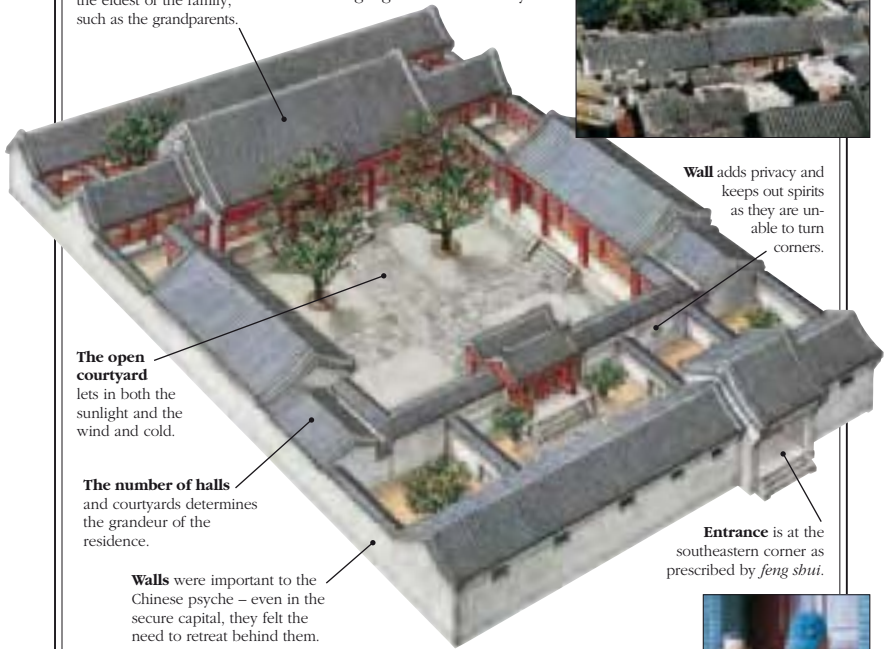 the eldest of the family,
such as the grandparents.
Wall adds privacy and
keeps out spirits
as they are un-
able to turn
corners.
The open
courtyard
lets in both the
sunlight and the
wind and cold.
The number of halls
and courtyards determines
the grandeur of the
residence.
Walls were important to the
Chinese psyche – even in the
secure capital, they felt the
need to retreat behind them.
Entrance is at the
southeastern corner as
prescribed by feng shui.